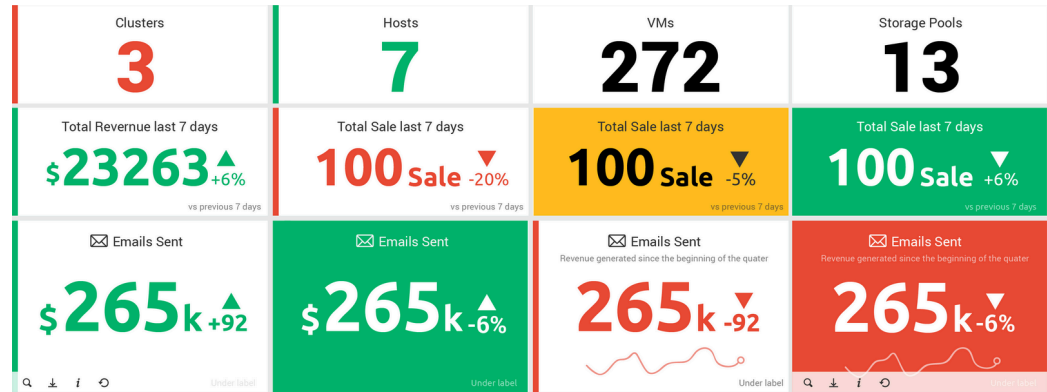 Clusters
3
Hosts
7
VMs
272
Storage Pools
13
Total Revernue last 7 days
$23263 +6%
vs previous 7 days
Total Sale last 7 days
100 Sale -20%
vs previous 7 days
Total Sale last 7 days
100 Sale -5%
vs previous 7 days
Total Sale last 7 days
100 Sale +6%
vs previous 7 days
Emails Sent
$265k +92
Under label
Emails Sent
$265k -6%
Under label
Emails Sent
Revenue generated since the beginning of the quater
265k -92
Under label
Emails Sent
Revenue generated since the beginning of the quater
265k -6%
Under label